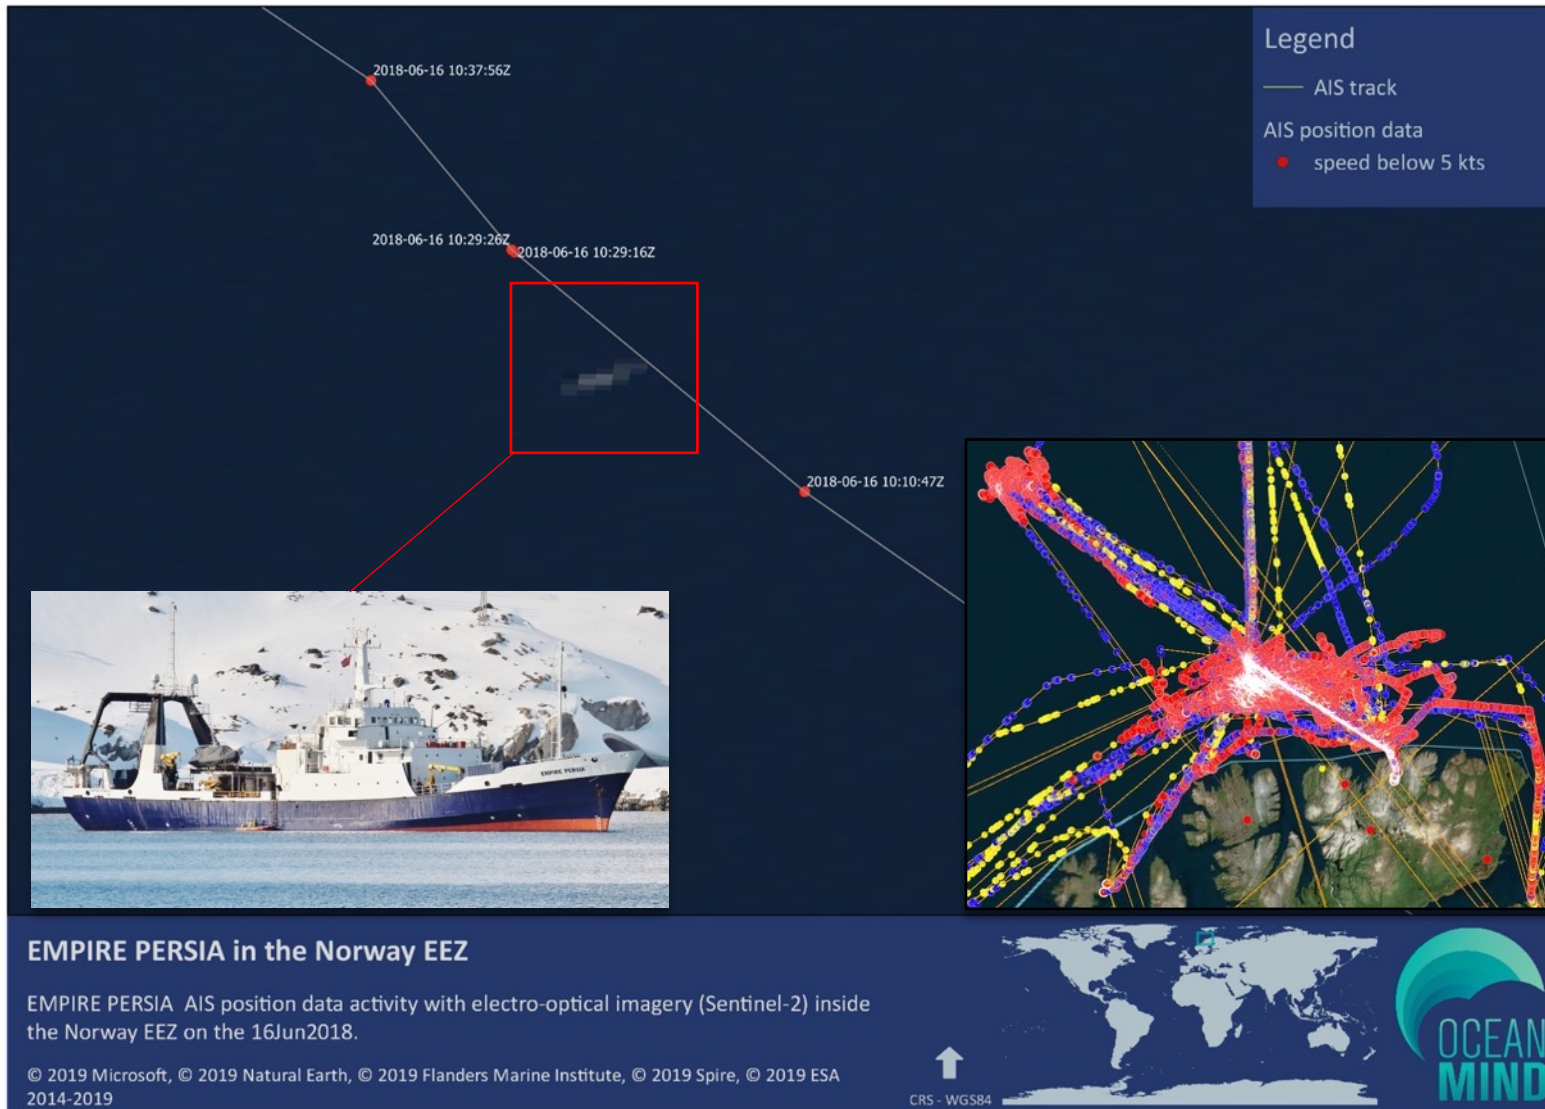 Legend
AIS track
AIS position data
speed below 5 kts
2018-06-16 10:37:56Z
2018-06-16 10:29:26Z
2018-06-16 10:29:16Z
2018-06-16 10:10:47Z
EMPIRE PERSIA
EMPIRE PERSIA in the Norway EEZ
EMPIRE PERSIA  AIS position data activity with electro-optical imagery (Sentinel-2) inside
the Norway EEZ on the 16Jun2018.
© 2019 Microsoft, © 2019 Natural Earth, © 2019 Flanders Marine Institute, © 2019 Spire, © 2019 ESA
2014-2019
CRS - WGS84
OCEAN
MIND